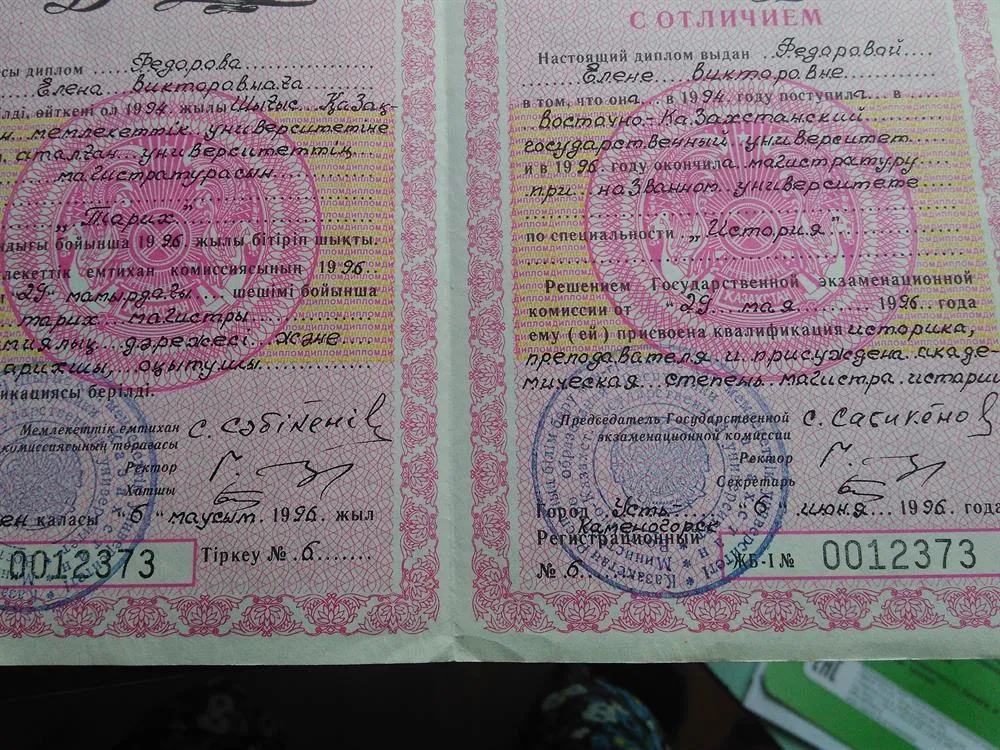 сы диплом Федорова
Елена Викторовнаға
ілді, өйткені ол 1994 жылы Шығыс Қазақ-
н мемлекеттік университетіне
аталған университеттің
магистратурасын
„Тарих"
ндығы бойынша 1996 жылы бітіріп шықты.
млекеттік емтихан комиссиясының 1996
"29" мамырдағы шешімі бойынша
тарих магистры
миялық дәрежесі және
арихшы, оқытушы
икациясы берілді.
Мемлекеттік емтихан
комиссиясының төрағасы С. Сәбікенов
Ректор
Хатшы
ен қаласы "6" маусым 1996 жыл
0012373 Тіркеу № 6
С ОТЛИЧИЕМ
Настоящий диплом выдан Федоровой
Елене Викторовне
в том, что она в 1994 году поступила в
Восточно-Казахстанский
государственный университет
и в 1996 году окончила магистратуру
при названном университете
по специальности „История"
Решением Государственной экзаменационной
комиссии от "29" мая 1996 года
ему ( ей ) присвоена квалификация историка,
преподавателя и присуждена акаде-
мическая степень магистра истории
Председатель Государственной
экзаменационной комиссии С. Сабикенов
Ректор
Секретарь
Город Усть- "6" июня 1996 года
Каменогорск
Регистрационный
№ 6 ЖБ-I № 0012373